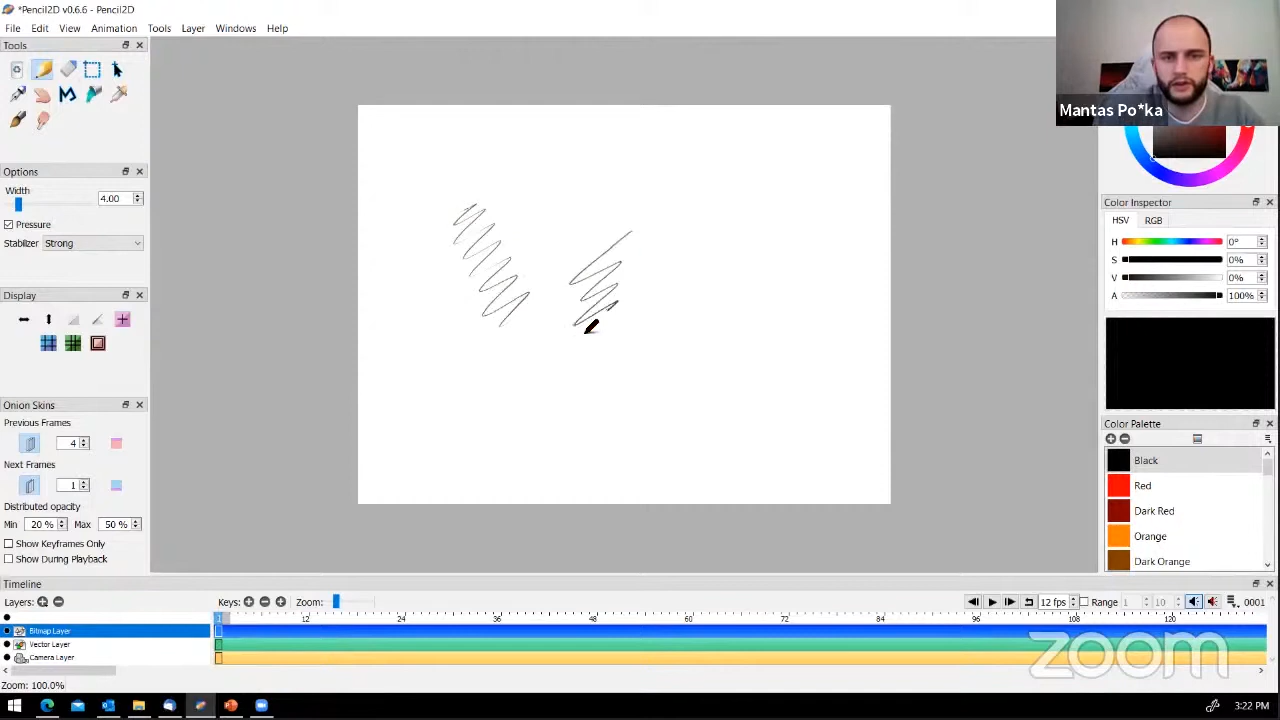 *Pencil2D v0.6.6 - Pencil2D
File Edit View Animation Tools Layer Windows Help
Tools
Options
Width
4.00
Pressure
Stabilizer Strong
Display
Onion Skins
Previous Frames
4
Next Frames
1
Distributed opacity
Min 20 % Max 50 %
Show Keyframes Only
Show During Playback
Mantas Po*ka
Color Inspector
HSV RGB
H 0°
S 0%
V 0%
A 100%
Color Palette
Black
Red
Dark Red
Orange
Dark Orange
Timeline
Layers: Keys: Zoom: 12 fps Range 1 10 0001
1 12 24 36 48 60 72 84 96 108 120
Bitmap Layer
Vector Layer
Camera Layer
zoom
Zoom: 100.0%
3:22 PM